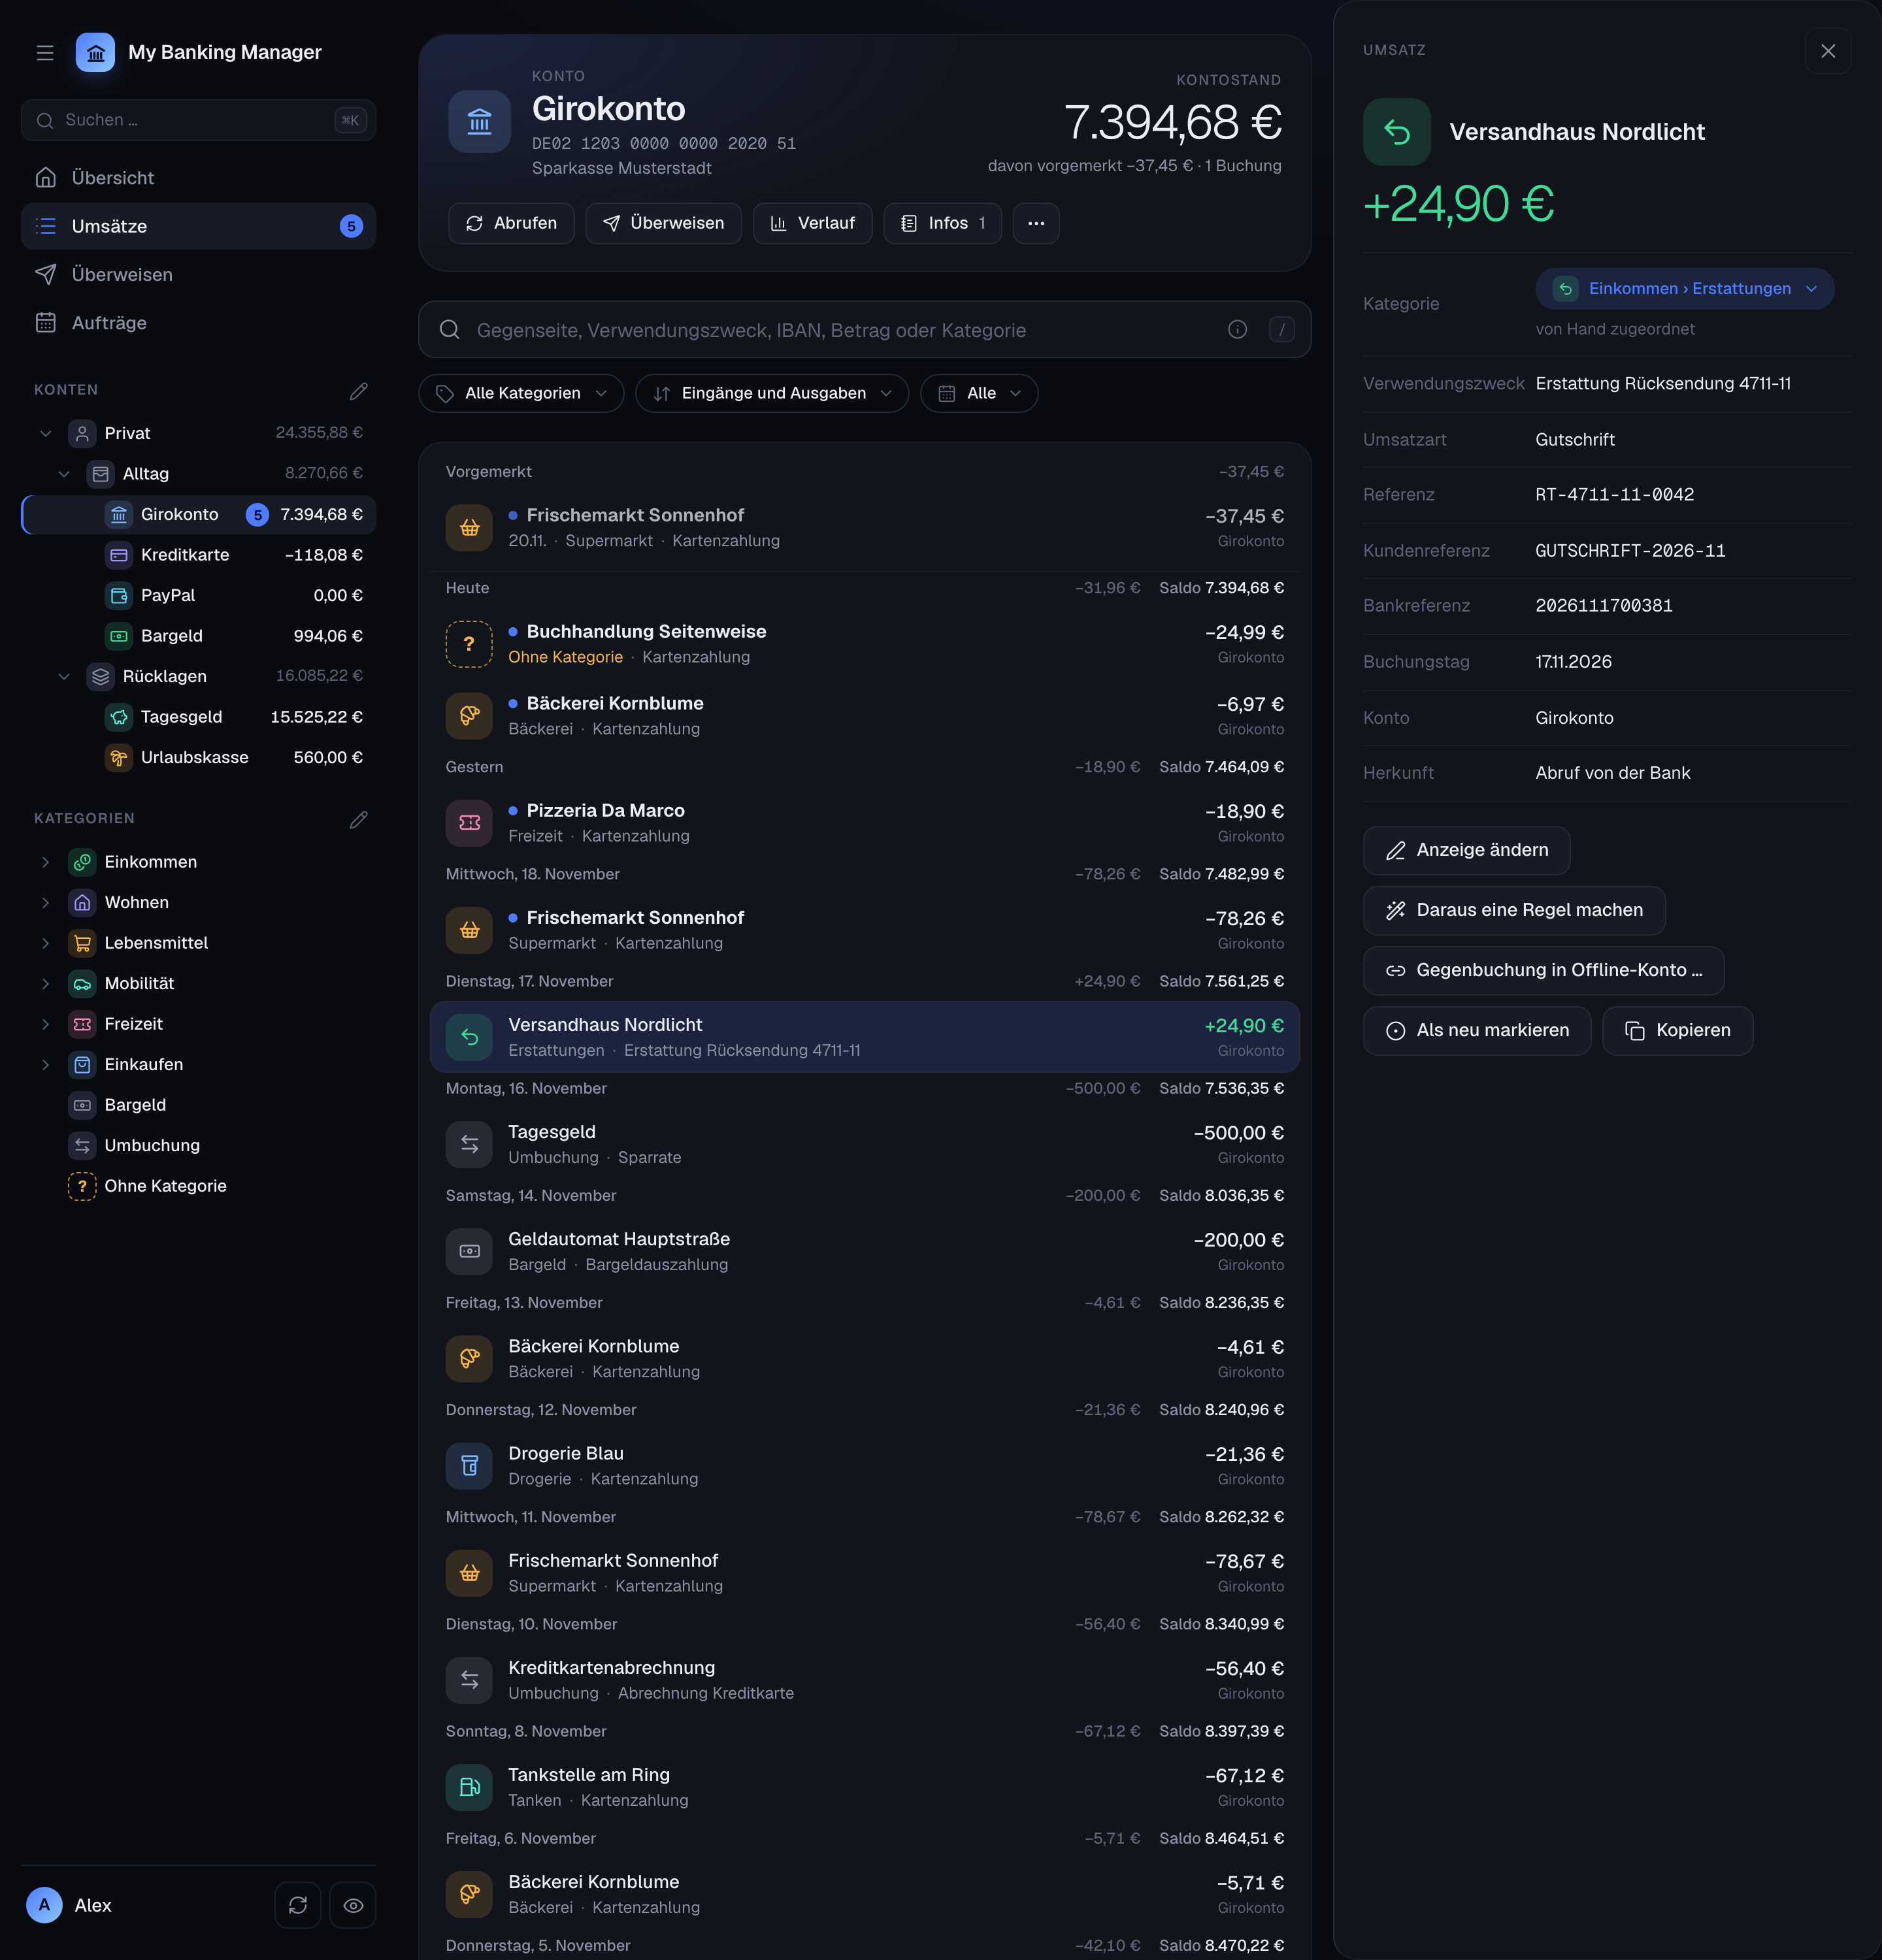 My Banking Manager
Suchen …
⌘K
Übersicht
Umsätze 5
Überweisen
Aufträge
KONTEN
Privat 24.355,88 €
Alltag 8.270,66 €
Girokonto 5 7.394,68 €
Kreditkarte −118,08 €
PayPal 0,00 €
Bargeld 994,06 €
Rücklagen 16.085,22 €
Tagesgeld 15.525,22 €
Urlaubskasse 560,00 €
KATEGORIEN
Einkommen
Wohnen
Lebensmittel
Mobilität
Freizeit
Einkaufen
Bargeld
Umbuchung
? Ohne Kategorie
A Alex
KONTO
Girokonto
DE02 1203 0000 0000 2020 51
Sparkasse Musterstadt
KONTOSTAND
7.394,68 €
davon vorgemerkt −37,45 € · 1 Buchung
Abrufen
Überweisen
Verlauf
Infos 1
Gegenseite, Verwendungszweck, IBAN, Betrag oder Kategorie
/
Alle Kategorien
Eingänge und Ausgaben
Alle
Vorgemerkt −37,45 €
Frischemarkt Sonnenhof −37,45 €
20.11. · Supermarkt · Kartenzahlung Girokonto
Heute −31,96 € Saldo 7.394,68 €
? Buchhandlung Seitenweise −24,99 €
Ohne Kategorie · Kartenzahlung Girokonto
Bäckerei Kornblume −6,97 €
Bäckerei · Kartenzahlung Girokonto
Gestern −18,90 € Saldo 7.464,09 €
Pizzeria Da Marco −18,90 €
Freizeit · Kartenzahlung Girokonto
Mittwoch, 18. November −78,26 € Saldo 7.482,99 €
Frischemarkt Sonnenhof −78,26 €
Supermarkt · Kartenzahlung Girokonto
Dienstag, 17. November +24,90 € Saldo 7.561,25 €
Versandhaus Nordlicht +24,90 €
Erstattungen · Erstattung Rücksendung 4711-11 Girokonto
Montag, 16. November −500,00 € Saldo 7.536,35 €
Tagesgeld −500,00 €
Umbuchung · Sparrate Girokonto
Samstag, 14. November −200,00 € Saldo 8.036,35 €
Geldautomat Hauptstraße −200,00 €
Bargeld · Bargeldauszahlung Girokonto
Freitag, 13. November −4,61 € Saldo 8.236,35 €
Bäckerei Kornblume −4,61 €
Bäckerei · Kartenzahlung Girokonto
Donnerstag, 12. November −21,36 € Saldo 8.240,96 €
Drogerie Blau −21,36 €
Drogerie · Kartenzahlung Girokonto
Mittwoch, 11. November −78,67 € Saldo 8.262,32 €
Frischemarkt Sonnenhof −78,67 €
Supermarkt · Kartenzahlung Girokonto
Dienstag, 10. November −56,40 € Saldo 8.340,99 €
Kreditkartenabrechnung −56,40 €
Umbuchung · Abrechnung Kreditkarte Girokonto
Sonntag, 8. November −67,12 € Saldo 8.397,39 €
Tankstelle am Ring −67,12 €
Tanken · Kartenzahlung Girokonto
Freitag, 6. November −5,71 € Saldo 8.464,51 €
Bäckerei Kornblume −5,71 €
Bäckerei · Kartenzahlung Girokonto
Donnerstag, 5. November −42,10 € Saldo 8.470,22 €
UMSATZ
Versandhaus Nordlicht
+24,90 €
Kategorie Einkommen › Erstattungen
von Hand zugeordnet
Verwendungszweck Erstattung Rücksendung 4711-11
Umsatzart Gutschrift
Referenz RT-4711-11-0042
Kundenreferenz GUTSCHRIFT-2026-11
Bankreferenz 2026111700381
Buchungstag 17.11.2026
Konto Girokonto
Herkunft Abruf von der Bank
Anzeige ändern
Daraus eine Regel machen
Gegenbuchung in Offline-Konto …
Als neu markieren
Kopieren